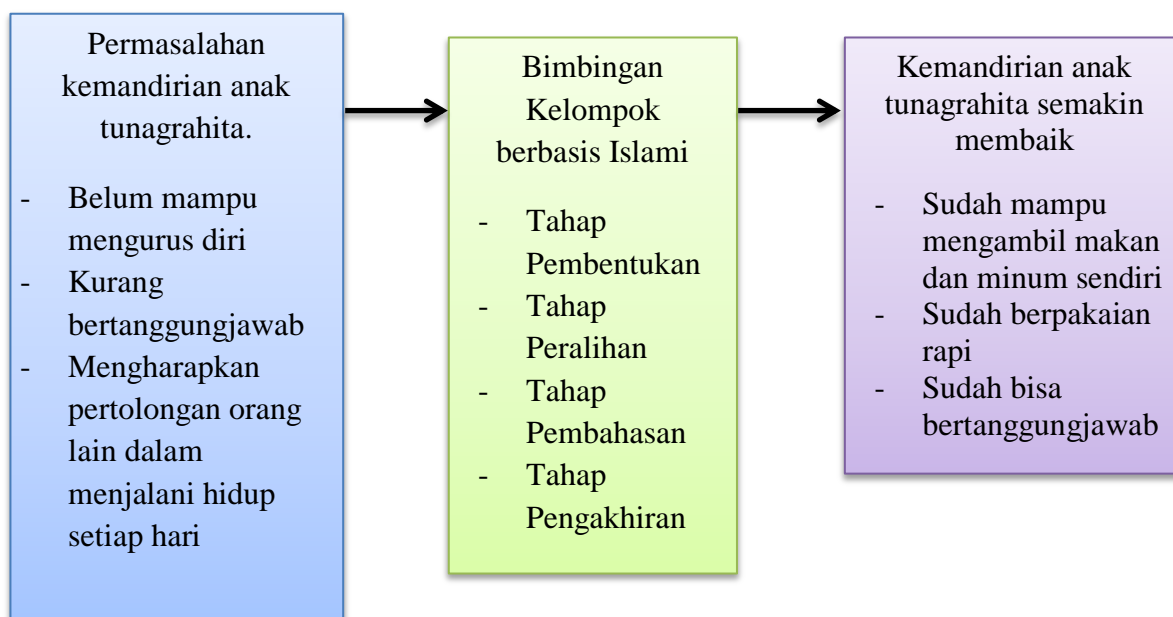 Permasalahan
kemandirian anak
tunagrahita.
- Belum mampu
mengurus diri
- Kurang
bertanggungjawab
- Mengharapkan
pertolongan orang
lain dalam
menjalani hidup
setiap hari
Bimbingan
Kelompok
berbasis Islami
- Tahap
Pembentukan
- Tahap
Peralihan
- Tahap
Pembahasan
- Tahap
Pengakhiran
Kemandirian anak
tunagrahita semakin
membaik
- Sudah mampu
mengambil makan
dan minum sendiri
- Sudah berpakaian
rapi
- Sudah bisa
bertanggungjawab